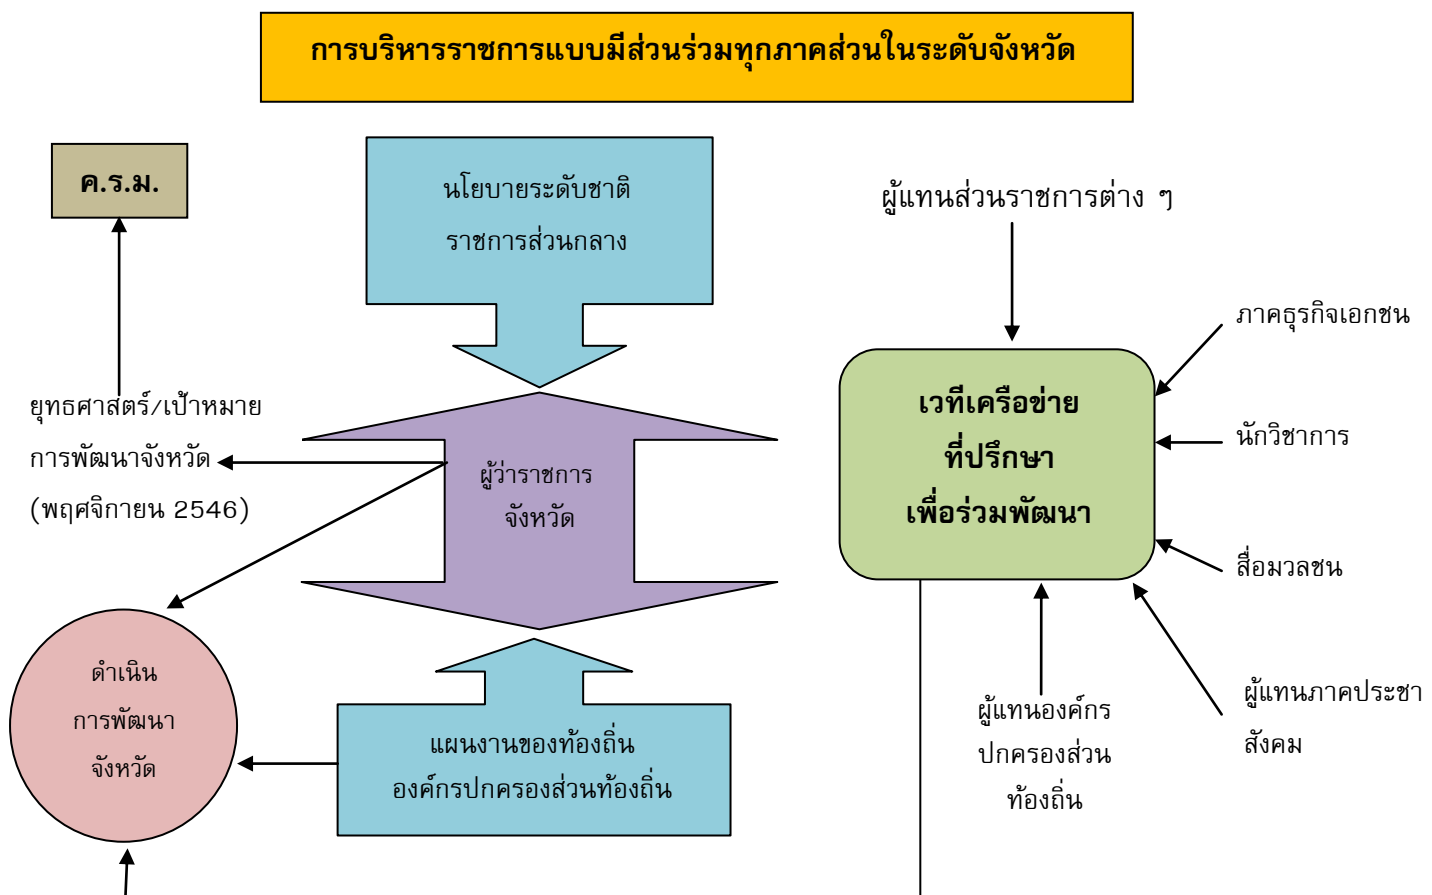 การบริหารราชการแบบมีส่วนร่วมทุกภาคส่วนในระดับจังหวัด
ค.ร.ม.
นโยบายระดับชาติ
ราชการส่วนกลาง
ผู้แทนส่วนราชการต่าง ๆ
ภาคธุรกิจเอกชน
ยุทธศาสตร์/เป้าหมาย
การพัฒนาจังหวัด
(พฤศจิกายน 2546)
ผู้ว่าราชการ
จังหวัด
เวทีเครือข่าย
ที่ปรึกษา
เพื่อร่วมพัฒนา
นักวิชาการ
สื่อมวลชน
ดำเนิน
การพัฒนา
จังหวัด
แผนงานของท้องถิ่น
องค์กรปกครองส่วนท้องถิ่น
ผู้แทนองค์กร
ปกครองส่วน
ท้องถิ่น
ผู้แทนภาคประชา
สังคม